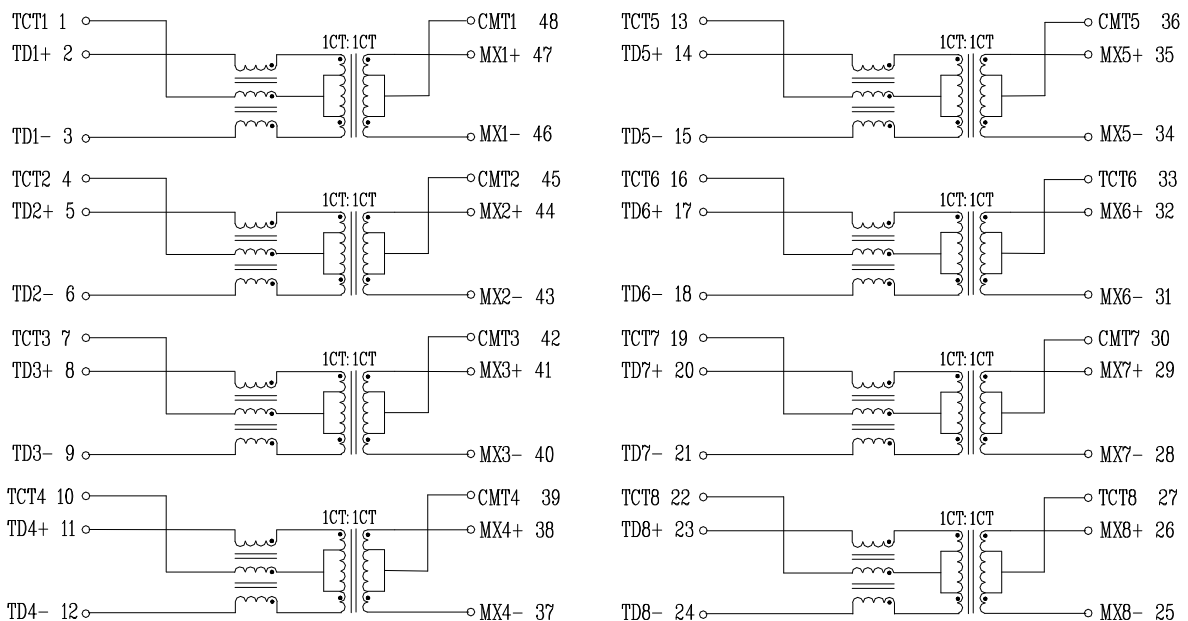 TCT1 1 CMT1 48
1CT:1CT
TD1+ 2 MX1+ 47
TD1- 3 MX1- 46
TCT2 4 CMT2 45
1CT:1CT
TD2+ 5 MX2+ 44
TD2- 6 MX2- 43
TCT3 7 CMT3 42
1CT:1CT
TD3+ 8 MX3+ 41
TD3- 9 MX3- 40
TCT4 10 CMT4 39
1CT:1CT
TD4+ 11 MX4+ 38
TD4- 12 MX4- 37
TCT5 13 CMT5 36
1CT:1CT
TD5+ 14 MX5+ 35
TD5- 15 MX5- 34
TCT6 16 TCT6 33
1CT:1CT
TD6+ 17 MX6+ 32
TD6- 18 MX6- 31
TCT7 19 CMT7 30
1CT:1CT
TD7+ 20 MX7+ 29
TD7- 21 MX7- 28
TCT8 22 TCT8 27
1CT:1CT
TD8+ 23 MX8+ 26
TD8- 24 MX8- 25